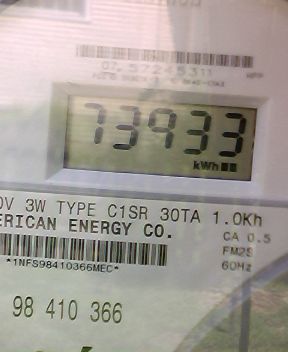 73933
kWh
V 3W TYPE C1SR 30TA 1.0Kh
ERICAN ENERGY CO.
CA 0.5
FM2S
60Hz
*1NFS98410366MEC*
98 410 366